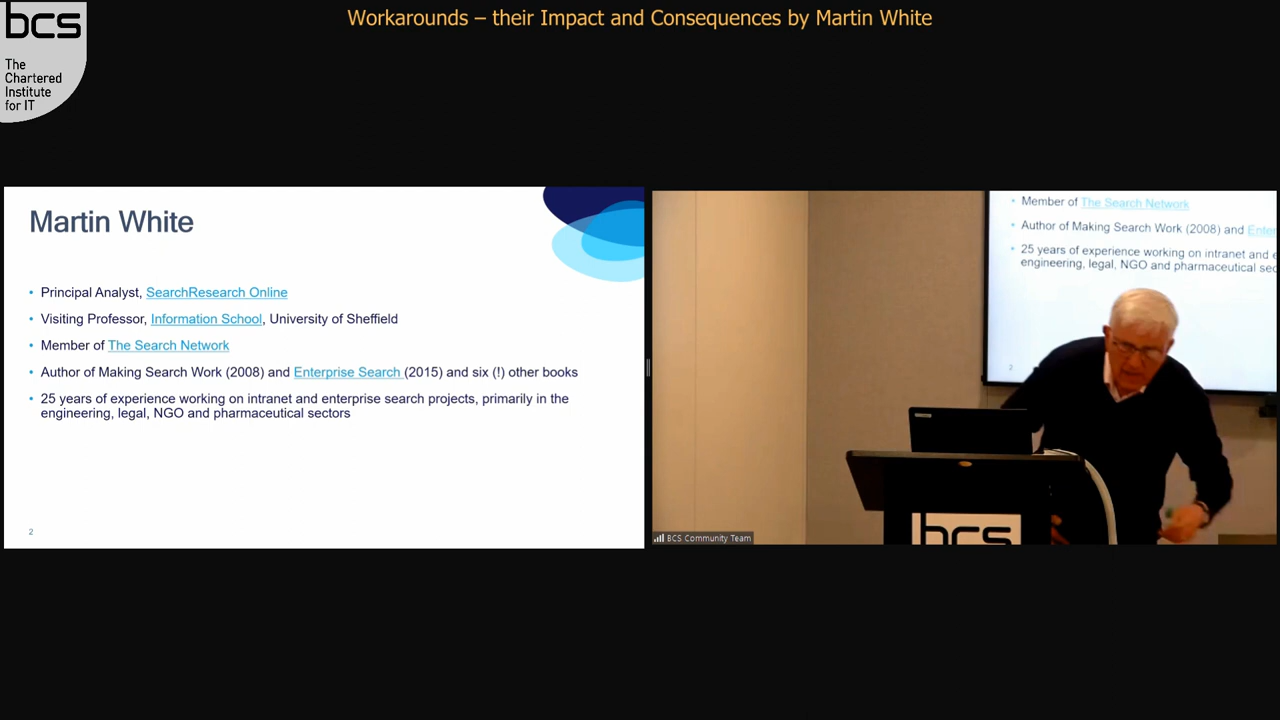 Workarounds – their Impact and Consequences by Martin White
bcs
The
Chartered
Institute
for IT
Martin White
• Principal Analyst, SearchResearch Online
• Visiting Professor, Information School, University of Sheffield
• Member of The Search Network
• Author of Making Search Work (2008) and Enterprise Search (2015) and six (!) other books
• 25 years of experience working on intranet and enterprise search projects, primarily in the
engineering, legal, NGO and pharmaceutical sectors
2
• Member of The Search Network
• Author of Making Search Work (2008) and Enter
• 25 years of experience working on intranet and e
engineering, legal, NGO and pharmaceutical sec
2
bcs
BCS Community Team